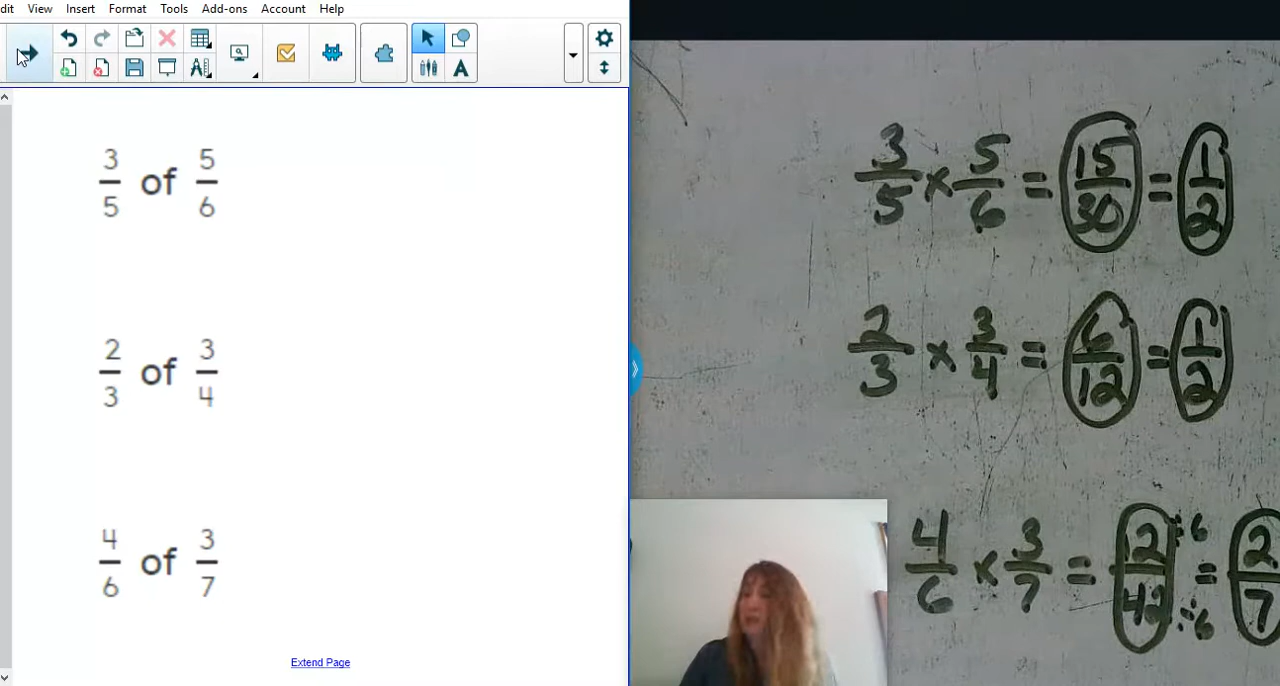 dit View Insert Format Tools Add-ons Account Help
A
3/5 of 5/6
2/3 of 3/4
4/6 of 3/7
Extend Page
3/5 × 5/6 = 15/30 = 1/2
2/3 × 3/4 = 6/12 = 1/2
4/6 × 3/7 = 12/42 ÷6 ÷6 = 2/7